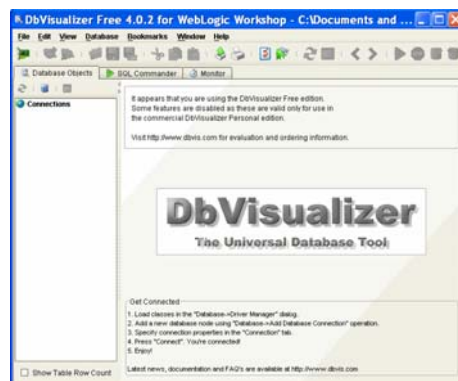 DbVisualizer Free 4.0.2 for WebLogic Workshop - C:\Documents and ...
File Edit View Database Bookmarks Window Help
Database Objects SQL Commander Monitor
Connections
It appears that you are using the DbVisualizer Free edition.
Some features are disabled as these are valid only for use in
the commercial DbVisualizer Personal edition.
Visit http://www.dbvis.com for evaluation and ordering information.
DbVisualizer
The Universal Database Tool
Get Connected
1. Load classes in the "Database->Driver Manager" dialog.
2. Add a new database node using "Database->Add Database Connection" operation.
3. Specify connection properties in the "Connection" tab.
4. Press "Connect". You're connected!
5. Enjoy!
Latest news, documentation and FAQ's are available at http://www.dbvis.com
Show Table Row Count